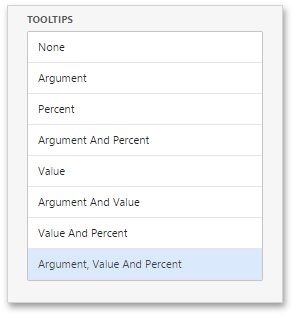 TOOLTIPS
None
Argument
Percent
Argument And Percent
Value
Argument And Value
Value And Percent
Argument, Value And Percent